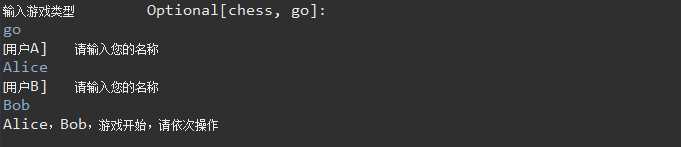 输入游戏类型 Optional[chess, go]:
go
[用户A] 请输入您的名称
Alice
[用户B] 请输入您的名称
Bob
Alice，Bob，游戏开始，请依次操作